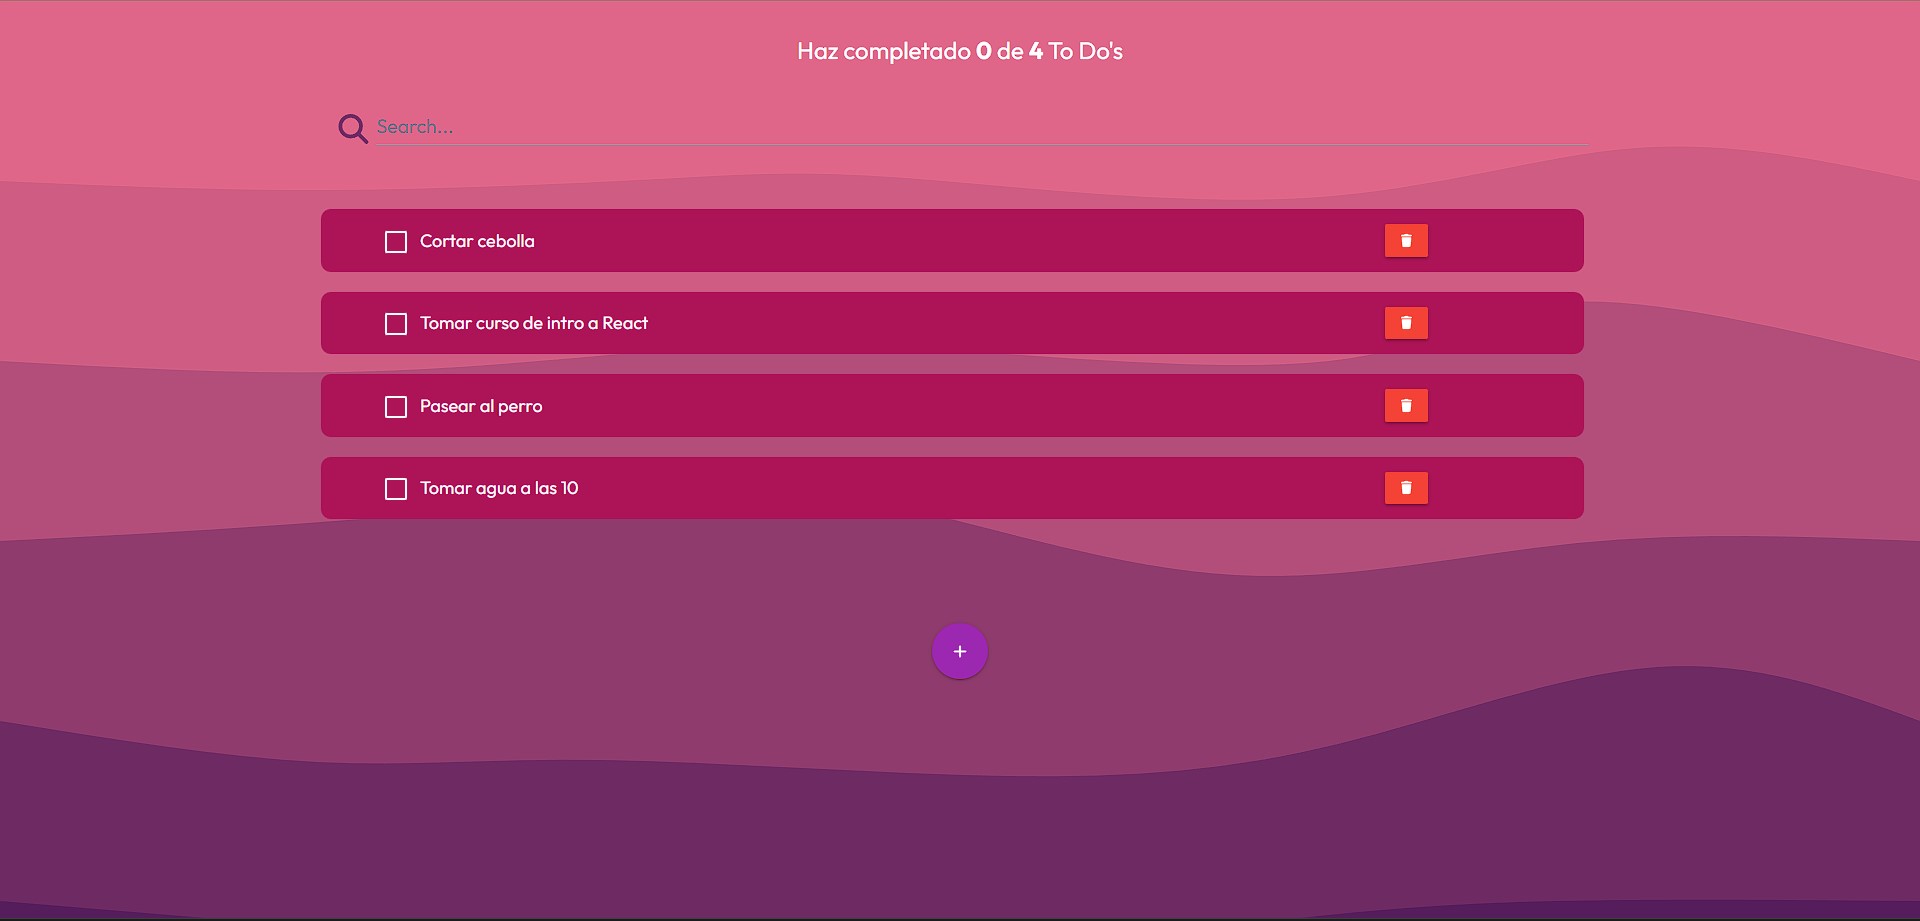 Haz completado 0 de 4 To Do's
Search...
Cortar cebolla
Tomar curso de intro a React
Pasear al perro
Tomar agua a las 10
+